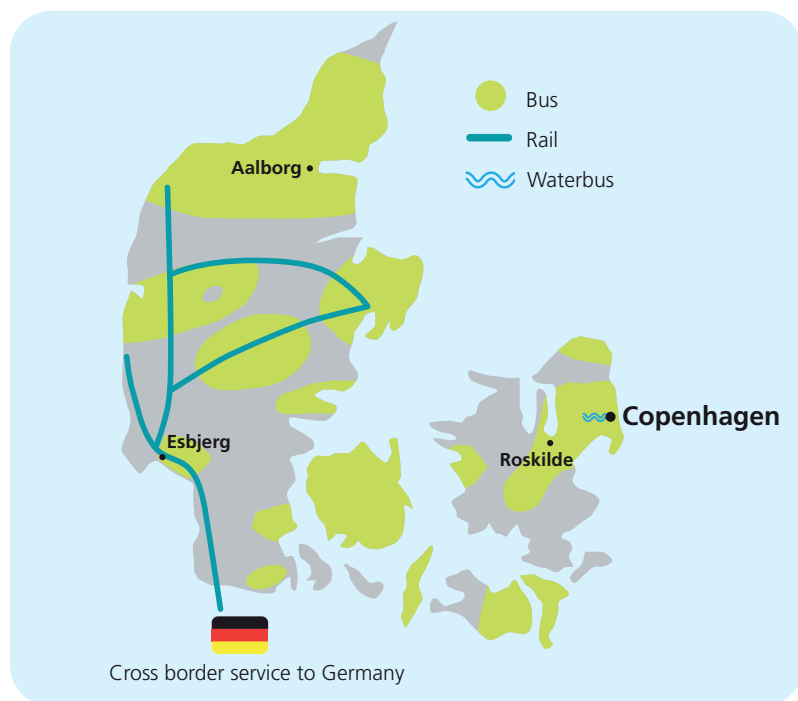 Bus
Rail
Waterbus
Aalborg
Copenhagen
Esbjerg
Roskilde
Cross border service to Germany